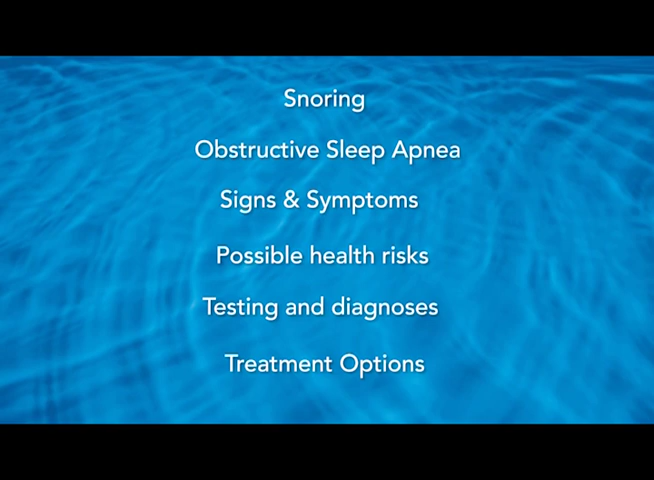 Snoring
Obstructive Sleep Apnea
Signs & Symptoms
Possible health risks
Testing and diagnoses
Treatment Options